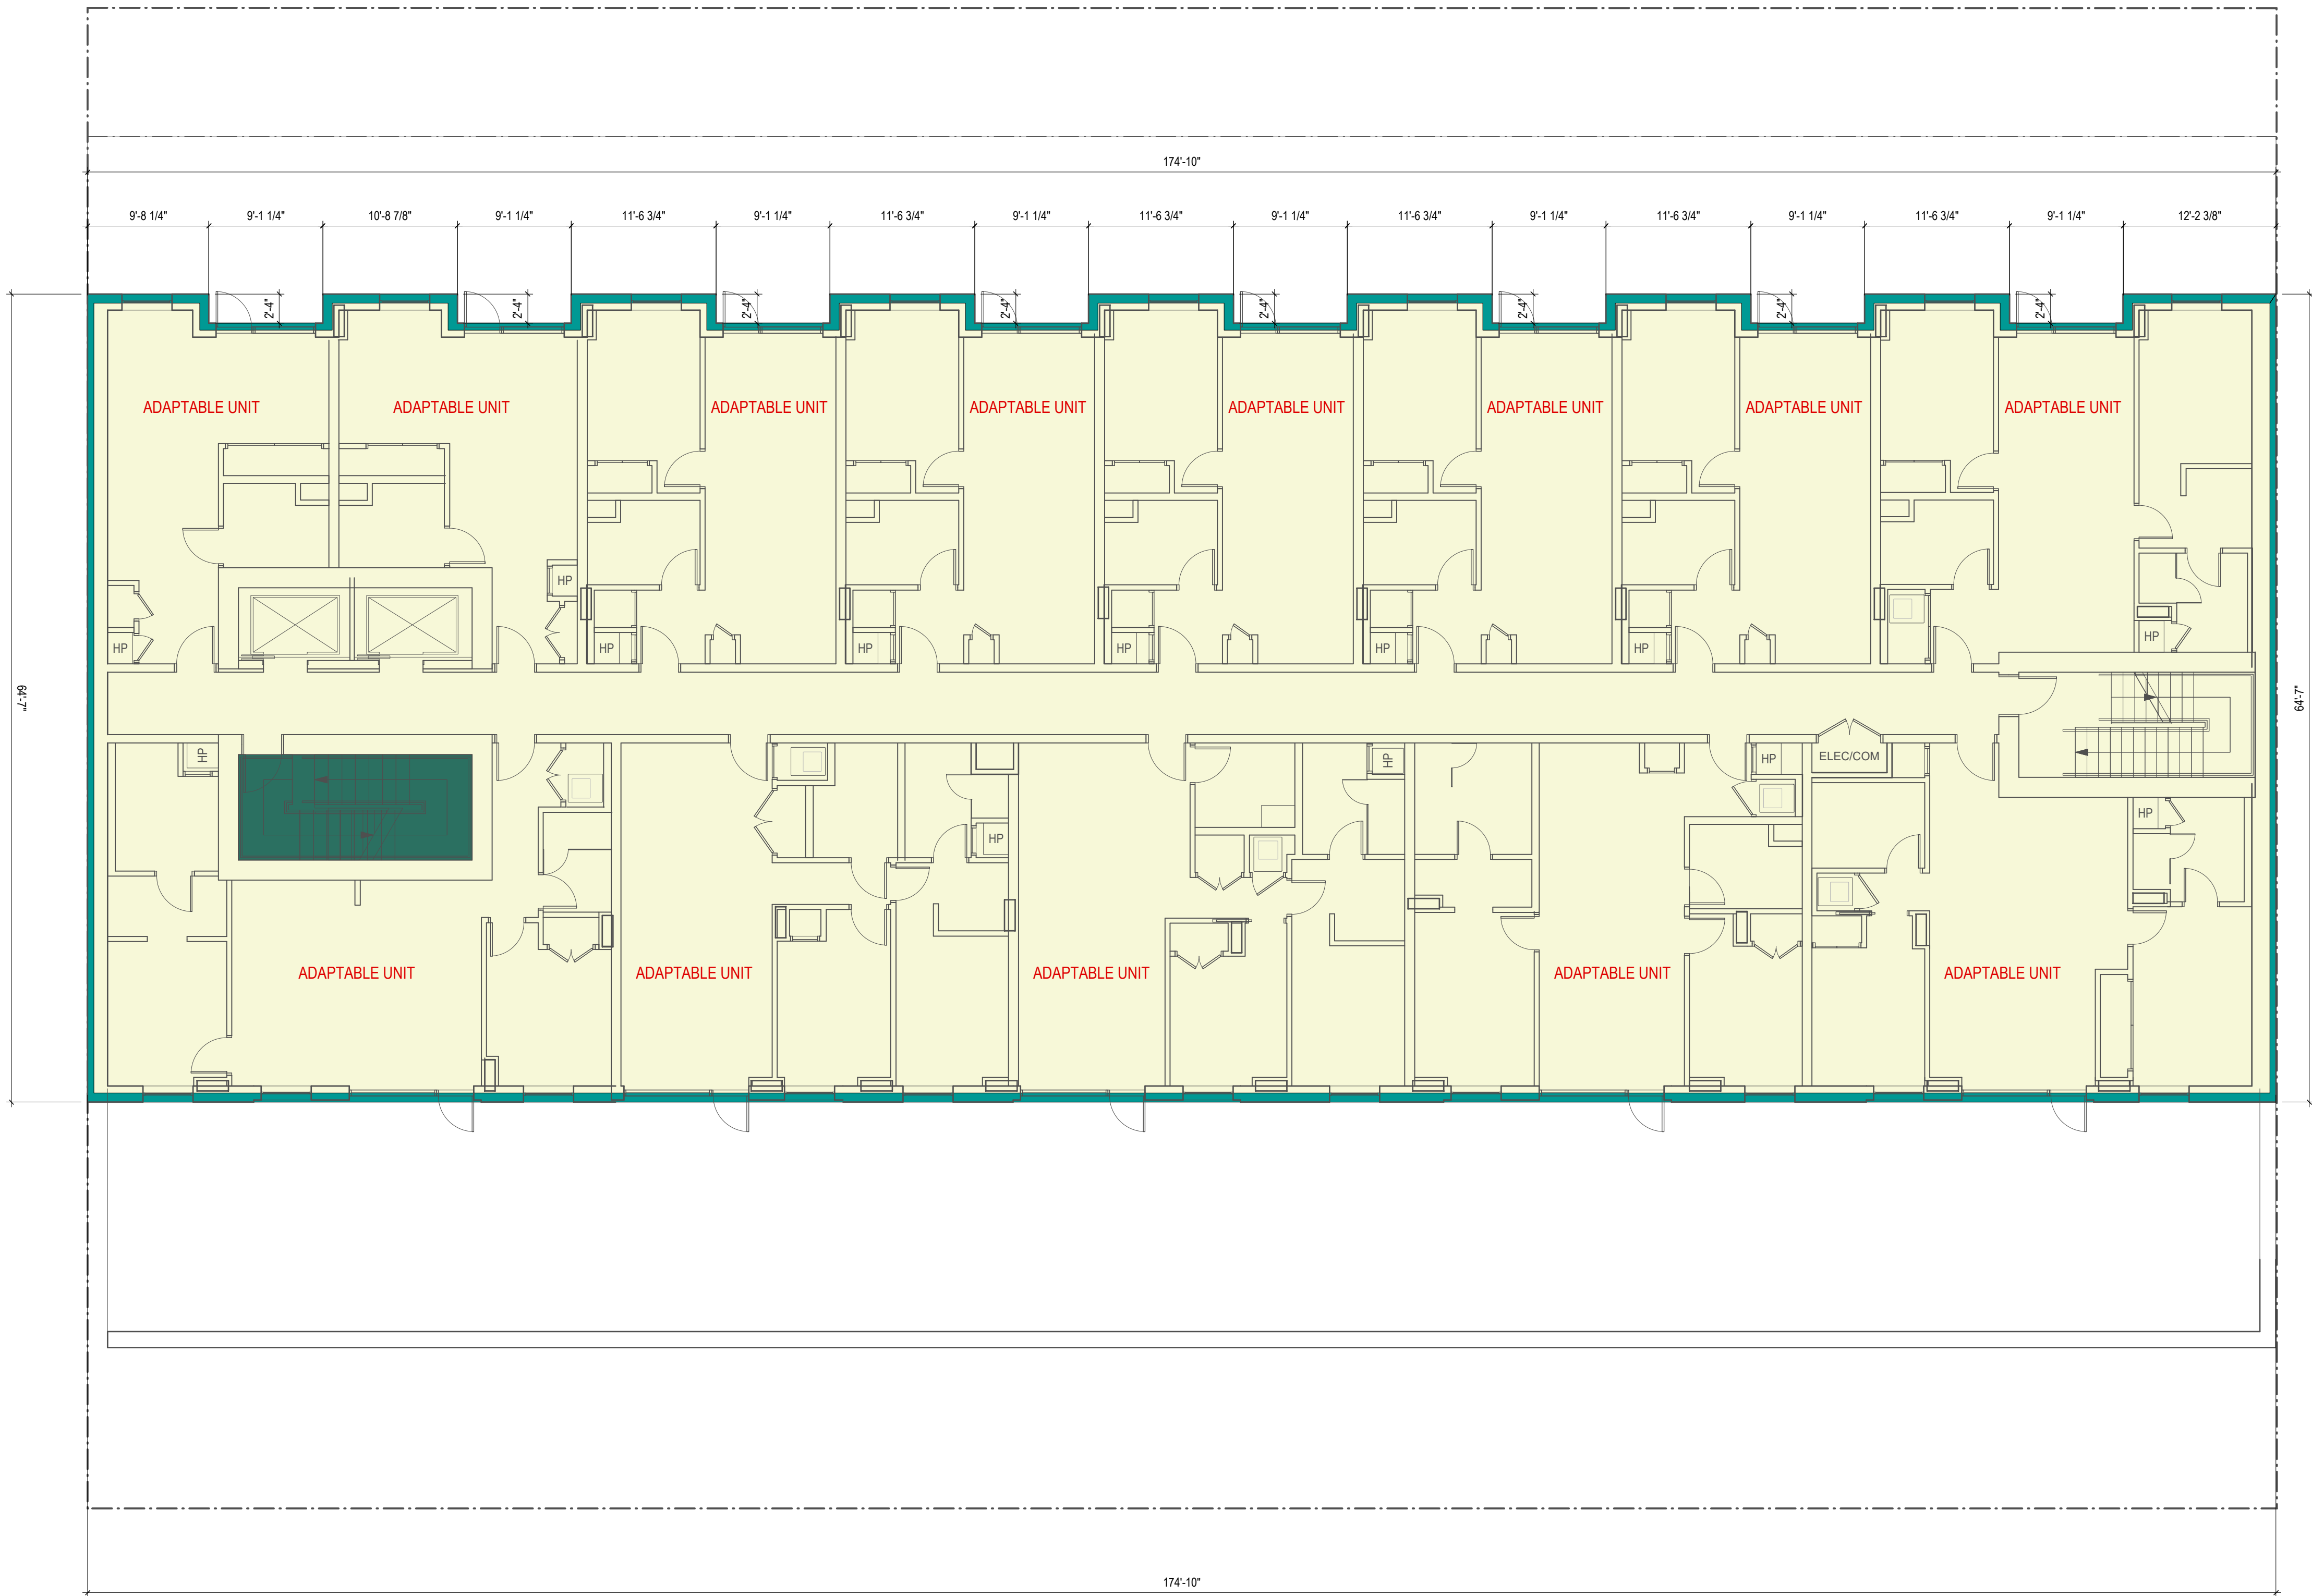 174'-10"
9'-8 1/4"
9'-1 1/4"
10'-8 7/8"
9'-1 1/4"
11'-6 3/4"
9'-1 1/4"
11'-6 3/4"
9'-1 1/4"
11'-6 3/4"
9'-1 1/4"
11'-6 3/4"
9'-1 1/4"
11'-6 3/4"
9'-1 1/4"
11'-6 3/4"
9'-1 1/4"
12'-2 3/8"
2'-4"
2'-4"
2'-4"
2'-4"
2'-4"
2'-4"
2'-4"
2'-4"
ADAPTABLE UNIT
ADAPTABLE UNIT
ADAPTABLE UNIT
ADAPTABLE UNIT
ADAPTABLE UNIT
ADAPTABLE UNIT
ADAPTABLE UNIT
ADAPTABLE UNIT
HP
HP
HP
HP
HP
HP
HP
HP
64'-7"
64'-7"
HP
HP
HP
ELEC/COM
HP
HP
HP
ADAPTABLE UNIT
ADAPTABLE UNIT
ADAPTABLE UNIT
ADAPTABLE UNIT
ADAPTABLE UNIT
174'-10"